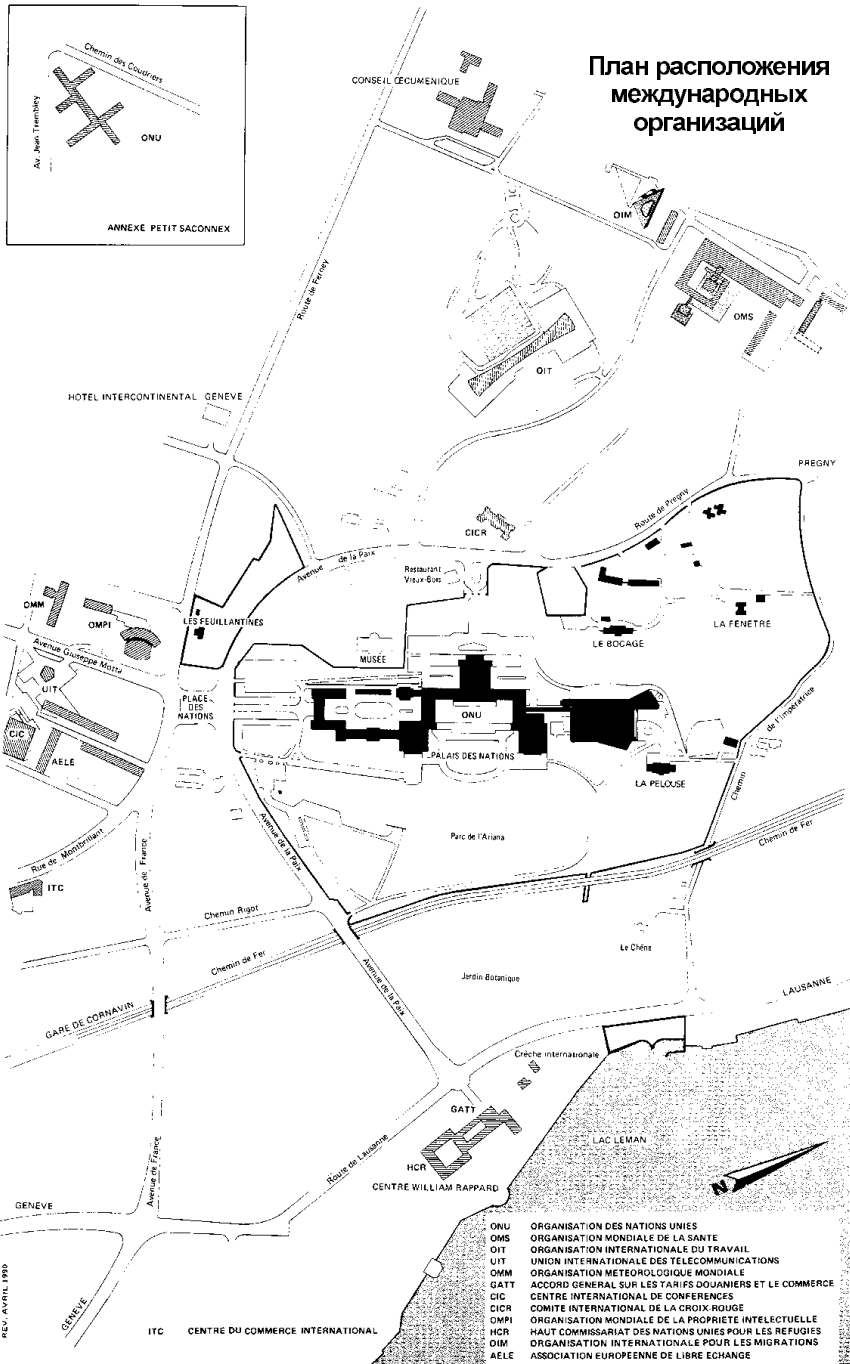 План расположения
международных
организаций
Chemin des Coudriers
Av. Jean Trembley
ONU
ANNEXE PETIT SACONNEX
CONSEIL ŒCUMENIQUE
OIM
OMS
Route de Ferney
OIT
HOTEL INTERCONTINENTAL GENEVE
PREGNY
Route de Pregny
CICR
Avenue de la Paix
Restaurant
Vieux-Bois
OMM
OMPI
LES FEUILLANTINES
LA FENETRE
LE BOCAGE
Avenue Giuseppe Motta
MUSEE
UIT
PLACE
DES
NATIONS
ONU
CIC
PALAIS DES NATIONS
AELE
LA PELOUSE
Chemin de l'Impératrice
Rue de Montbrillant
Avenue de France
Avenue de la Paix
Parc de l'Ariana
Chemin de Fer
ITC
Chemin Rigot
Chemin de Fer
Le Chêne
Avenue de la Paix
Jardin Botanique
LAUSANNE
GARE DE CORNAVIN
Crèche internationale
GATT
LAC LEMAN
Avenue de France
Route de Lausanne
HCR
CENTRE WILLIAM RAPPARD
N
GENEVE
GENEVE
REV. AVRIL 1990
ITC CENTRE DU COMMERCE INTERNATIONAL
ONU ORGANISATION DES NATIONS UNIES
OMS ORGANISATION MONDIALE DE LA SANTE
OIT ORGANISATION INTERNATIONALE DU TRAVAIL
UIT UNION INTERNATIONALE DES TELECOMMUNICATIONS
OMM ORGANISATION METEOROLOGIQUE MONDIALE
GATT ACCORD GENERAL SUR LES TARIFS DOUANIERS ET LE COMMERCE
CIC CENTRE INTERNATIONAL DE CONFERENCES
CICR COMITE INTERNATIONAL DE LA CROIX-ROUGE
OMPI ORGANISATION MONDIALE DE LA PROPRIETE INTELECTUELLE
HCR HAUT COMMISSARIAT DES NATIONS UNIES POUR LES REFUGIES
OIM ORGANISATION INTERNATIONALE POUR LES MIGRATIONS
AELE ASSOCIATION EUROPEENNE DE LIBRE ECHANGE